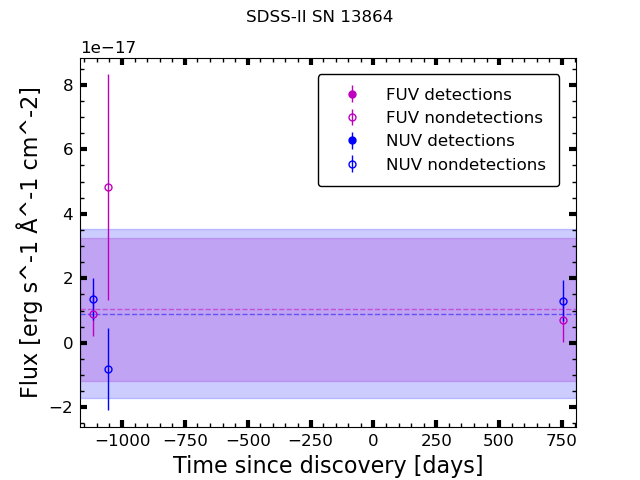 SDSS-II SN 13864
1e−17
FUV detections
FUV nondetections
NUV detections
NUV nondetections
8
6
4
2
0
−2
Flux [erg s^-1 Å^-1 cm^-2]
−1000 −750 −500 −250 0 250 500 750
Time since discovery [days]